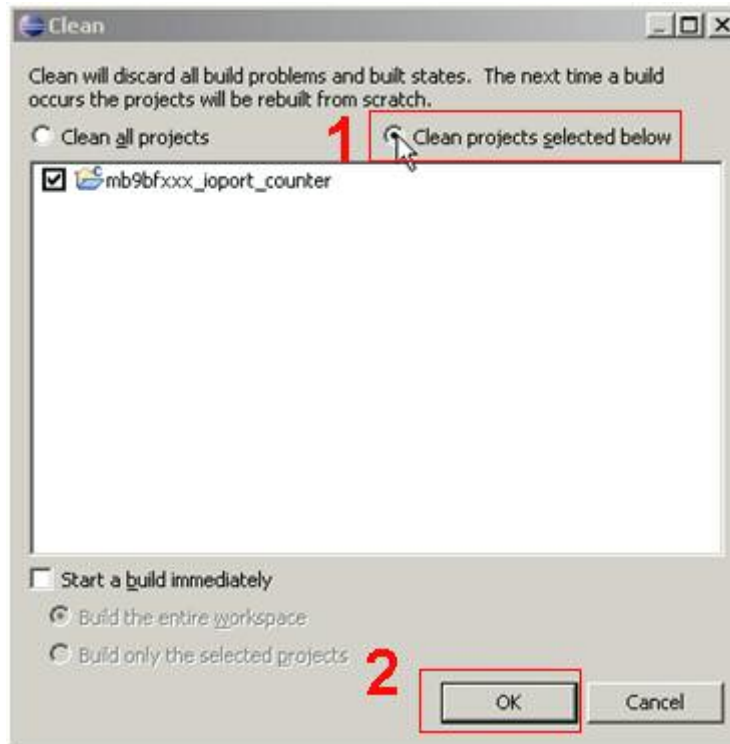 Clean
Clean will discard all build problems and built states. The next time a build
occurs the projects will be rebuilt from scratch.
Clean all projects
1
Clean projects selected below
mb9bfxxx_ioport_counter
Start a build immediately
Build the entire workspace
Build only the selected projects
2
OK
Cancel